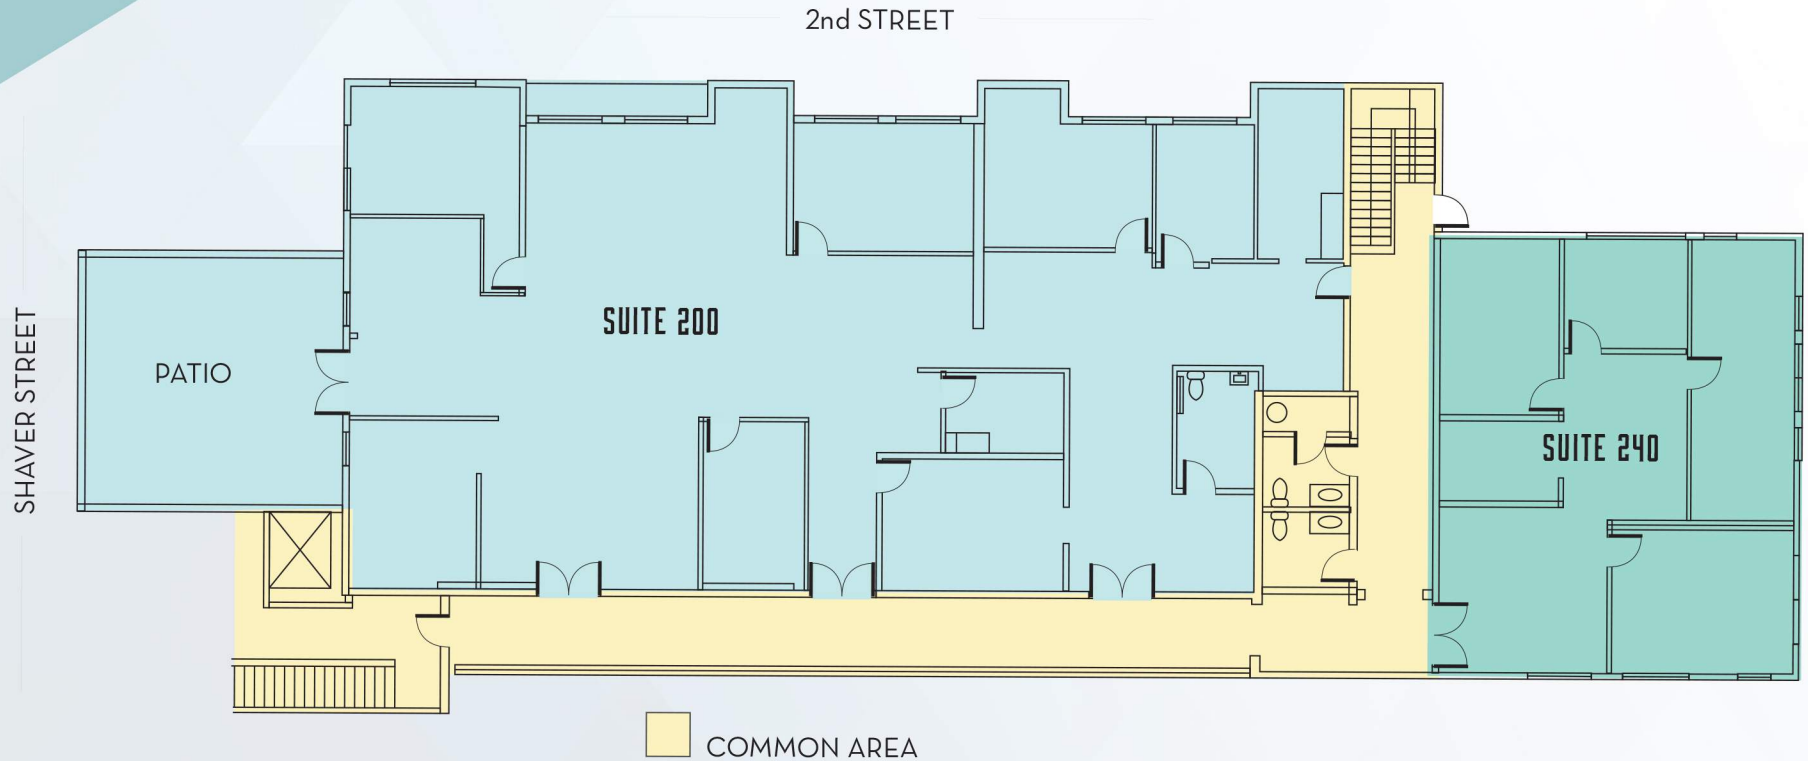 2nd STREET
SHAVER STREET
PATIO
SUITE 200
SUITE 240
COMMON AREA